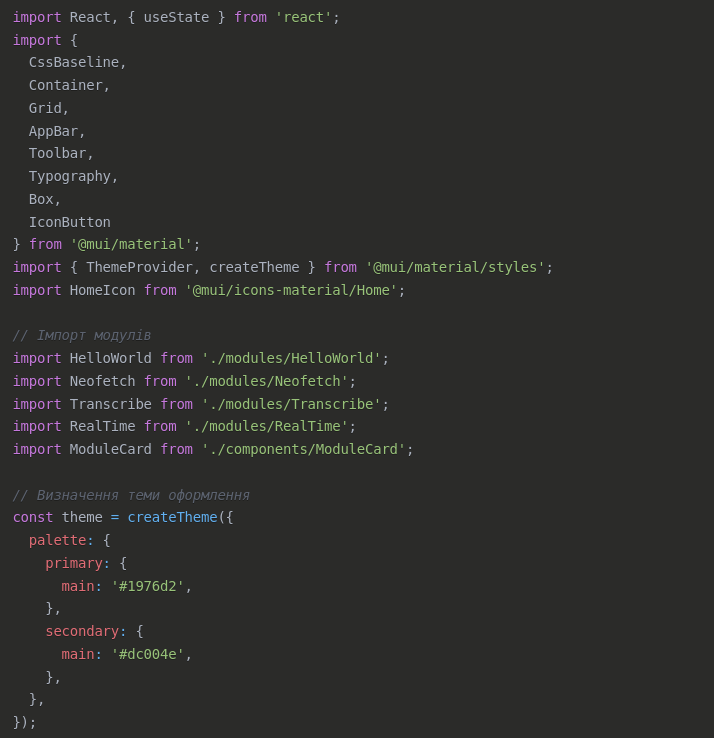 import React, { useState } from 'react';
import {
  CssBaseline,
  Container,
  Grid,
  AppBar,
  Toolbar,
  Typography,
  Box,
  IconButton
} from '@mui/material';
import { ThemeProvider, createTheme } from '@mui/material/styles';
import HomeIcon from '@mui/icons-material/Home';

// Імпорт модулів
import HelloWorld from './modules/HelloWorld';
import Neofetch from './modules/Neofetch';
import Transcribe from './modules/Transcribe';
import RealTime from './modules/RealTime';
import ModuleCard from './components/ModuleCard';

// Визначення теми оформлення
const theme = createTheme({
  palette: {
    primary: {
      main: '#1976d2',
    },
    secondary: {
      main: '#dc004e',
    },
  },
});